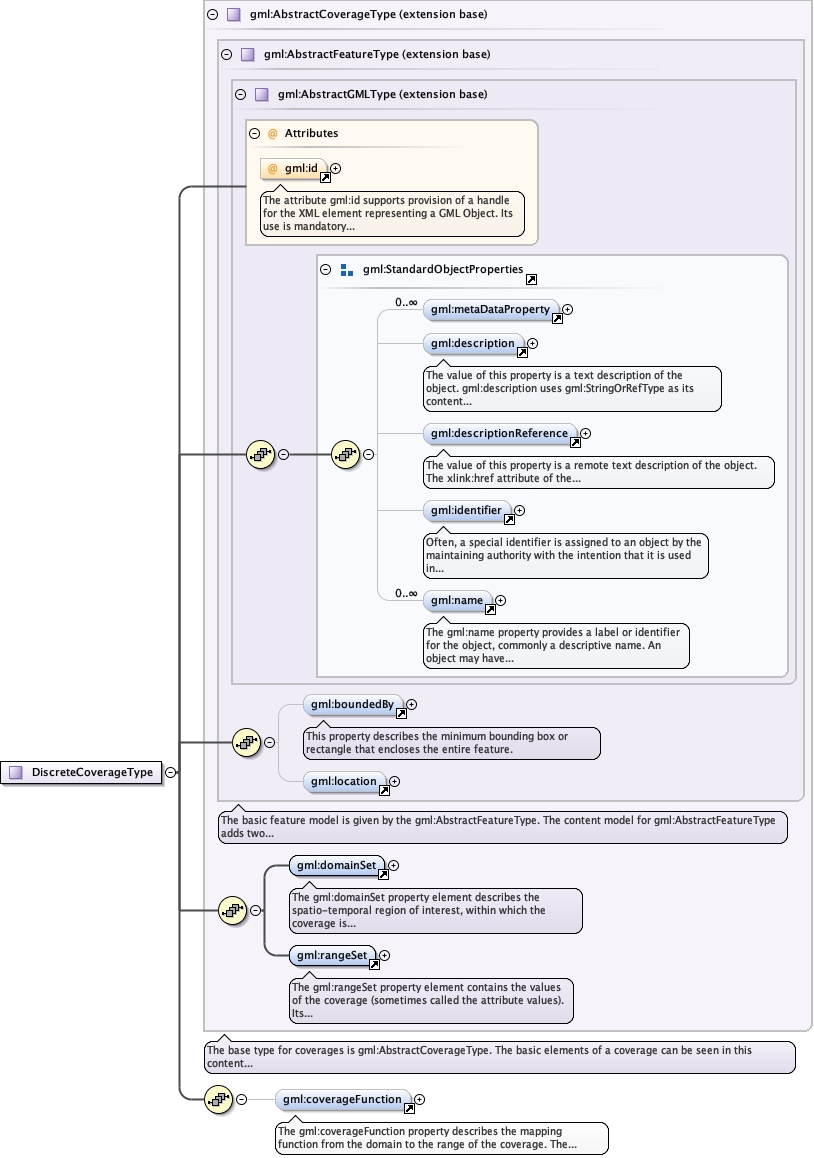 gml:AbstractCoverageType (extension base)
gml:AbstractFeatureType (extension base)
gml:AbstractGMLType (extension base)
@ Attributes
@ gml:id
The attribute gml:id supports provision of a handle
for the XML element representing a GML Object. Its
use is mandatory...
gml:StandardObjectProperties
0..∞
gml:metaDataProperty
gml:description
The value of this property is a text description of the
object. gml:description uses gml:StringOrRefType as its
content...
gml:descriptionReference
The value of this property is a remote text description of the object.
The xlink:href attribute of the...
gml:identifier
Often, a special identifier is assigned to an object by the
maintaining authority with the intention that it is used
in...
0..∞
gml:name
The gml:name property provides a label or identifier
for the object, commonly a descriptive name. An
object may have...
gml:boundedBy
This property describes the minimum bounding box or
rectangle that encloses the entire feature.
DiscreteCoverageType
gml:location
The basic feature model is given by the gml:AbstractFeatureType. The content model for gml:AbstractFeatureType
adds two...
gml:domainSet
The gml:domainSet property element describes the
spatio-temporal region of interest, within which the
coverage is...
gml:rangeSet
The gml:rangeSet property element contains the values
of the coverage (sometimes called the attribute values).
Its...
The base type for coverages is gml:AbstractCoverageType. The basic elements of a coverage can be seen in this
content...
gml:coverageFunction
The gml:coverageFunction property describes the mapping
function from the domain to the range of the coverage. The...